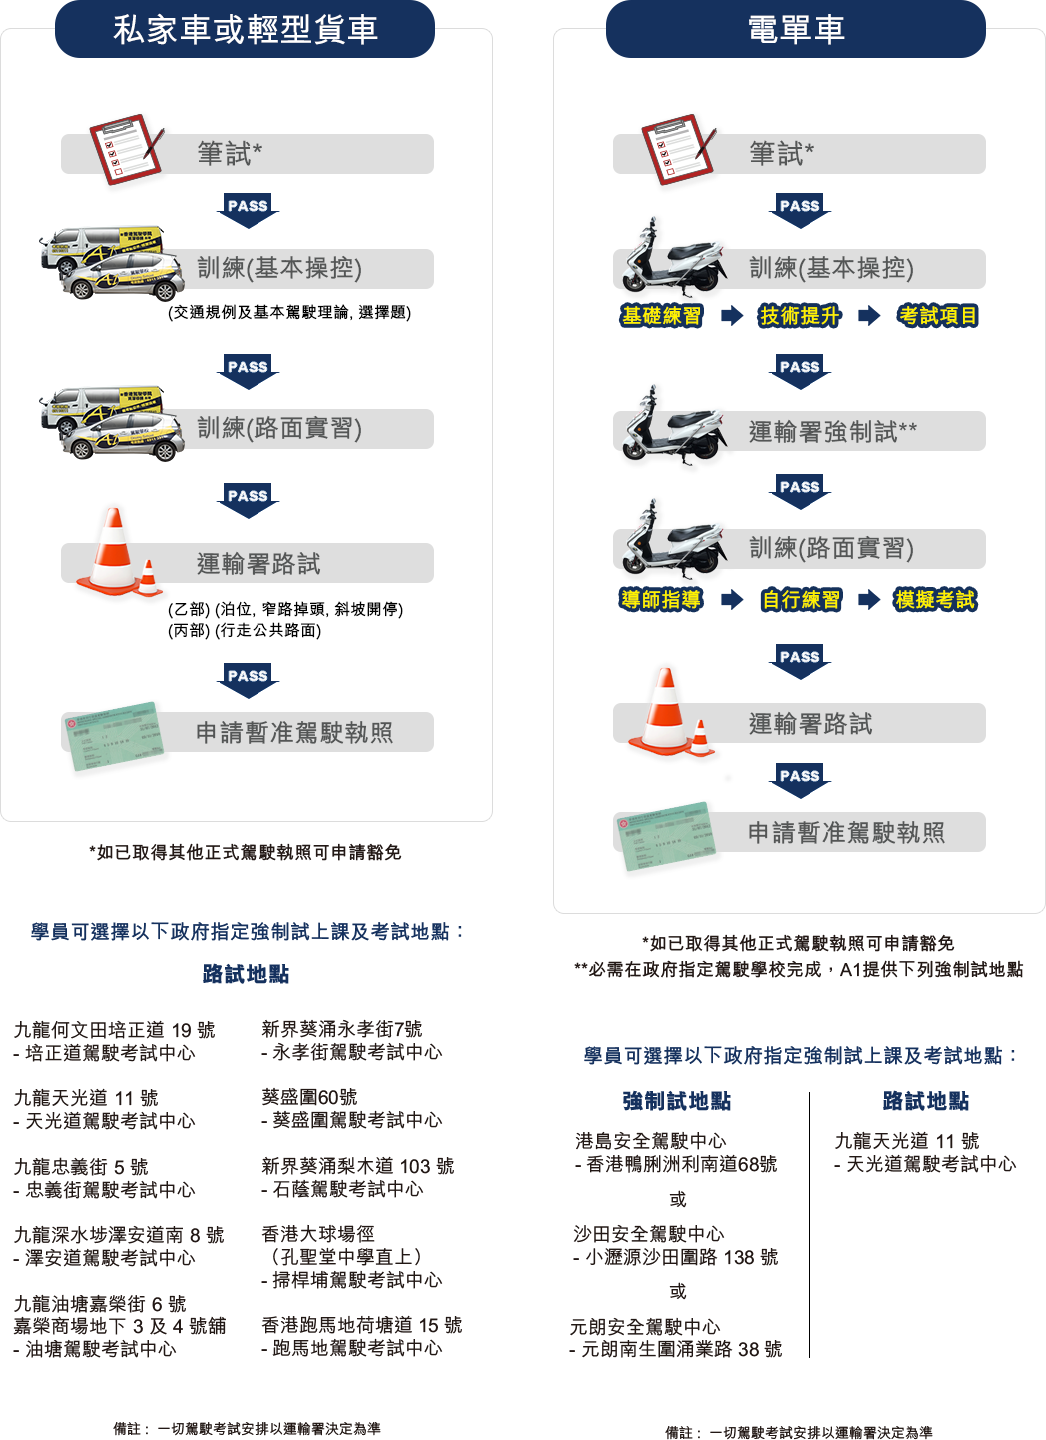 私家車或輕型貨車
筆試*
PASS
訓練(基本操控)
(交通規例及基本駕駛理論, 選擇題)
PASS
訓練(路面實習)
PASS
運輸署路試
(乙部) (泊位, 窄路掉頭, 斜坡開停)
(丙部) (行走公共路面)
PASS
申請暫准駕駛執照
*如已取得其他正式駕駛執照可申請豁免
學員可選擇以下政府指定強制試上課及考試地點：
路試地點
九龍何文田培正道 19 號
- 培正道駕駛考試中心
九龍天光道 11 號
- 天光道駕駛考試中心
九龍忠義街 5 號
- 忠義街駕駛考試中心
九龍深水埗澤安道南 8 號
- 澤安道駕駛考試中心
九龍油塘嘉榮街 6 號
嘉榮商場地下 3 及 4 號舖
- 油塘駕駛考試中心
新界葵涌永孝街7號
- 永孝街駕駛考試中心
葵盛圍60號
- 葵盛圍駕駛考試中心
新界葵涌梨木道 103 號
- 石蔭駕駛考試中心
香港大球場徑
（孔聖堂中學直上）
- 掃桿埔駕駛考試中心
香港跑馬地荷塘道 15 號
- 跑馬地駕駛考試中心
備註： 一切駕駛考試安排以運輸署決定為準
電單車
筆試*
PASS
訓練(基本操控)
基礎練習 技術提升 考試項目
PASS
運輸署強制試**
PASS
訓練(路面實習)
導師指導 自行練習 模擬考試
PASS
運輸署路試
PASS
申請暫准駕駛執照
*如已取得其他正式駕駛執照可申請豁免
**必需在政府指定駕駛學校完成，A1提供下列強制試地點
學員可選擇以下政府指定強制試上課及考試地點：
強制試地點
港島安全駕駛中心
- 香港鴨脷洲利南道68號
或
沙田安全駕駛中心
- 小瀝源沙田圍路 138 號
或
元朗安全駕駛中心
- 元朗南生圍涌業路 38 號
路試地點
九龍天光道 11 號
- 天光道駕駛考試中心
備註： 一切駕駛考試安排以運輸署決定為準